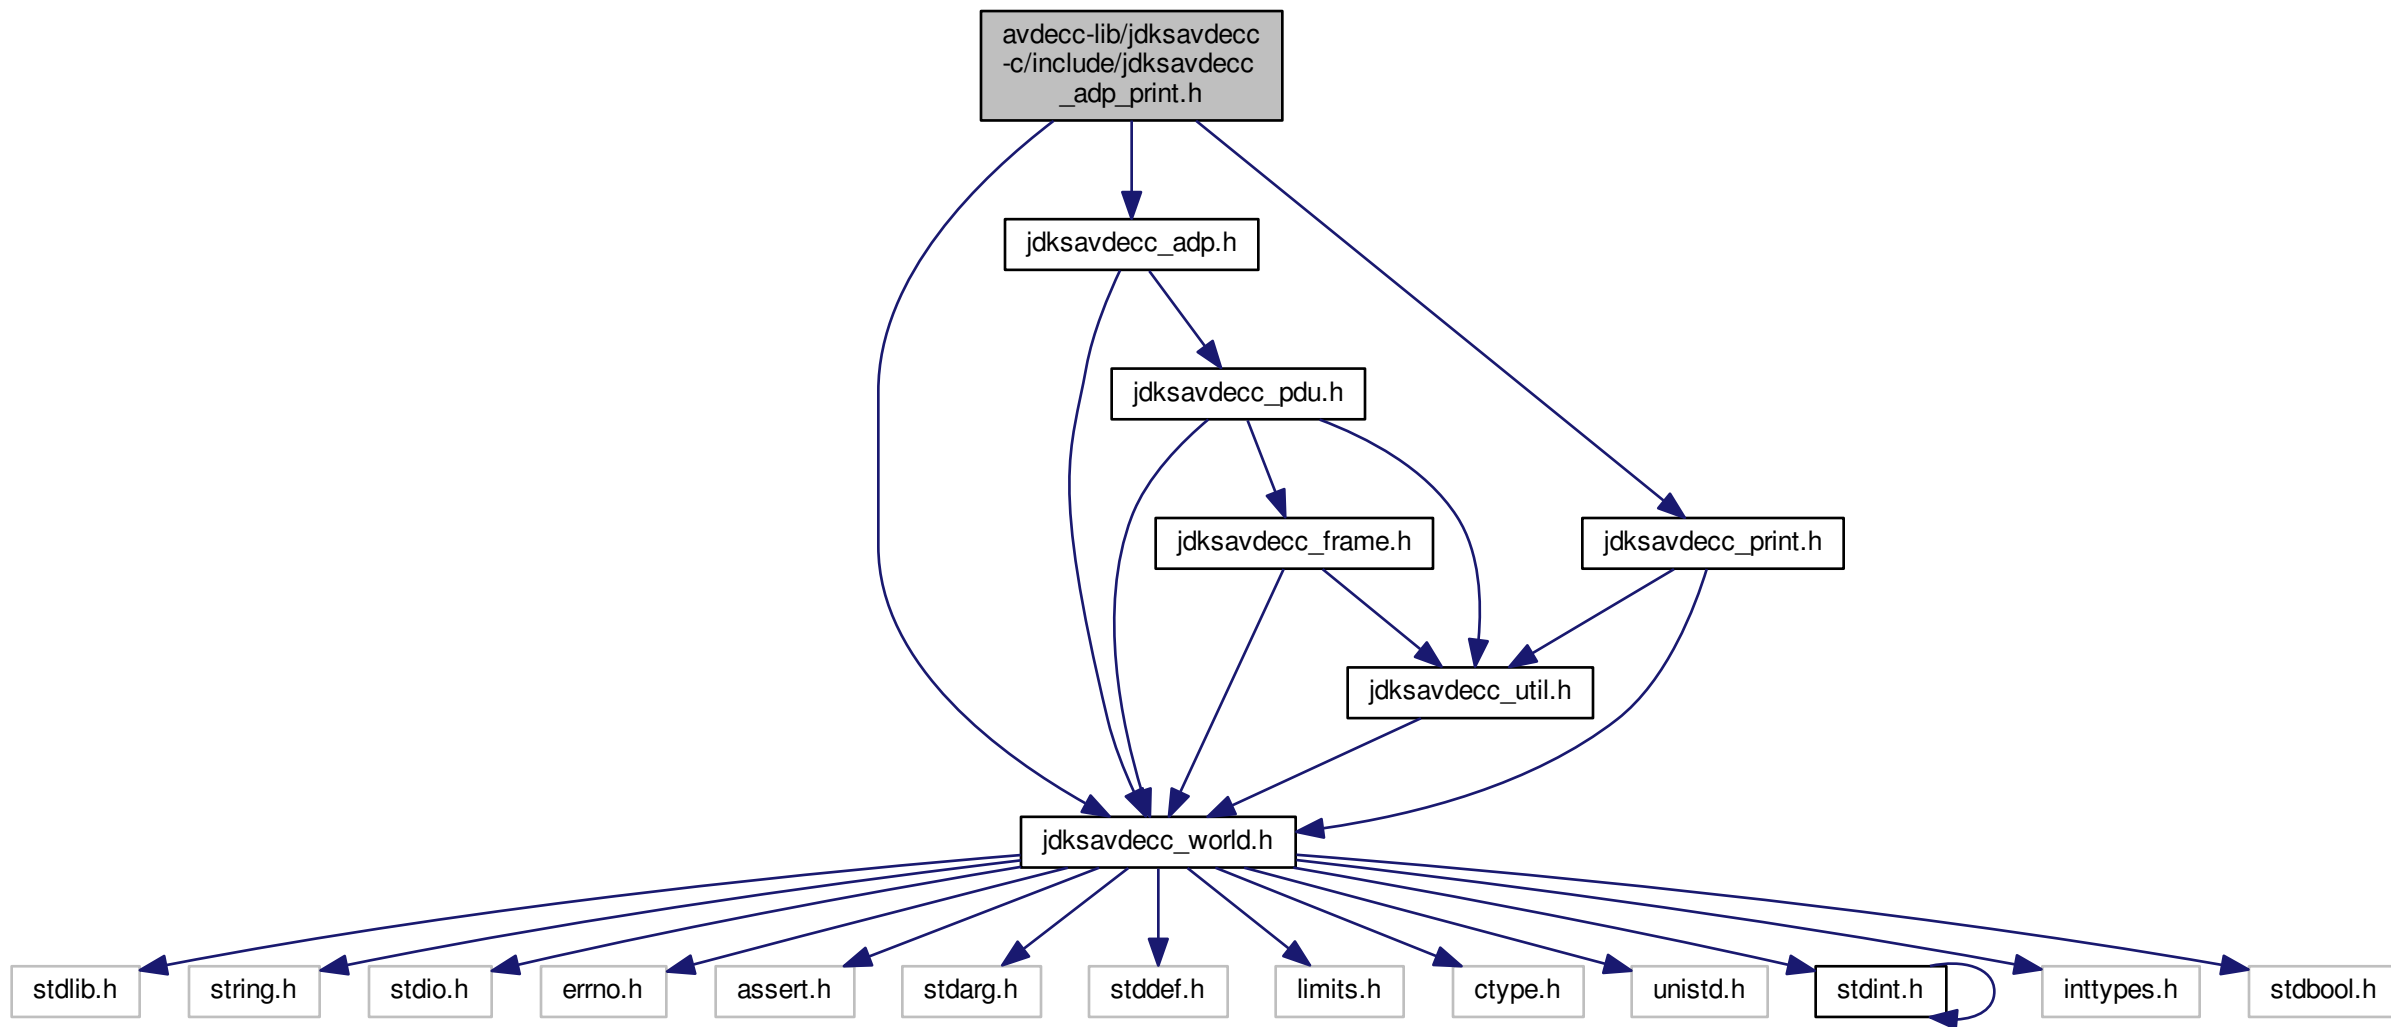 avdecc-lib/jdksavdecc
-c/include/jdksavdecc
_adp_print.h
jdksavdecc_adp.h
jdksavdecc_pdu.h
jdksavdecc_frame.h
jdksavdecc_print.h
jdksavdecc_util.h
jdksavdecc_world.h
stdlib.h
string.h
stdio.h
errno.h
assert.h
stdarg.h
stddef.h
limits.h
ctype.h
unistd.h
stdint.h
inttypes.h
stdbool.h